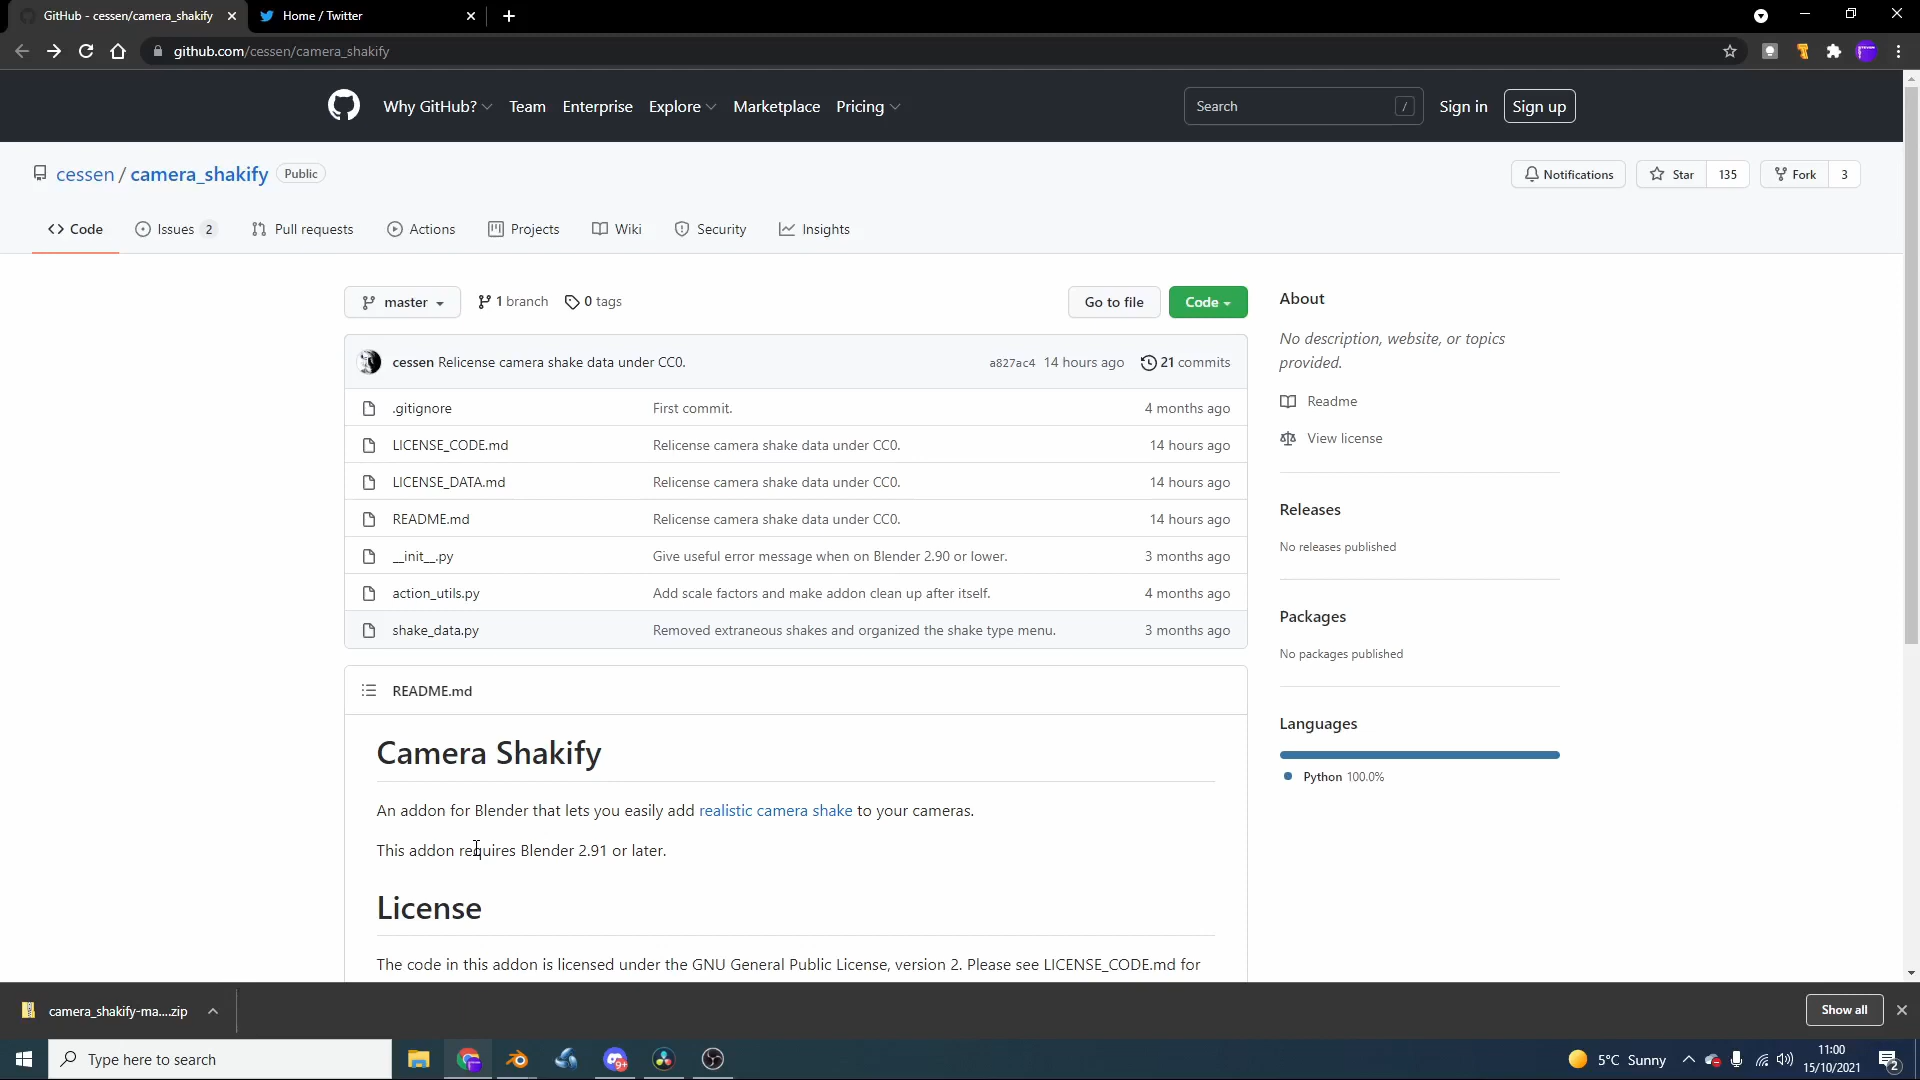 GitHub - cessen/camera_shakify
Home / Twitter
github.com/cessen/camera_shakify
Why GitHub? Team Enterprise Explore Marketplace Pricing
Search /
Sign in Sign up
cessen / camera_shakify Public
Notifications Star 135 Fork 3
Code Issues 2 Pull requests Actions Projects Wiki Security Insights
master 1 branch 0 tags Go to file Code
cessen Relicense camera shake data under CC0. a827ac4 14 hours ago 21 commits
.gitignore First commit. 4 months ago
LICENSE_CODE.md Relicense camera shake data under CC0. 14 hours ago
LICENSE_DATA.md Relicense camera shake data under CC0. 14 hours ago
README.md Relicense camera shake data under CC0. 14 hours ago
__init__.py Give useful error message when on Blender 2.90 or lower. 3 months ago
action_utils.py Add scale factors and make addon clean up after itself. 4 months ago
shake_data.py Removed extraneous shakes and organized the shake type menu. 3 months ago
README.md
Camera Shakify
An addon for Blender that lets you easily add realistic camera shake to your cameras.
This addon requires Blender 2.91 or later.
License
The code in this addon is licensed under the GNU General Public License, version 2. Please see LICENSE_CODE.md for
About
No description, website, or topics
provided.
Readme
View license
Releases
No releases published
Packages
No packages published
Languages
Python 100.0%
camera_shakify-ma....zip
Show all
Type here to search
9+
5°C Sunny
11:00
15/10/2021
2